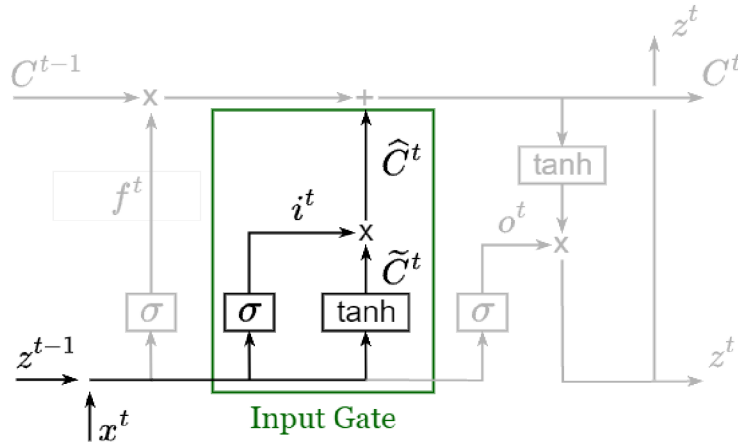 z^t
C^{t-1} x + C^t
Ĉ^t
tanh
f^t i^t o^t
x x
C̃^t
σ σ tanh σ
z^{t-1} z^t
x^t
Input Gate